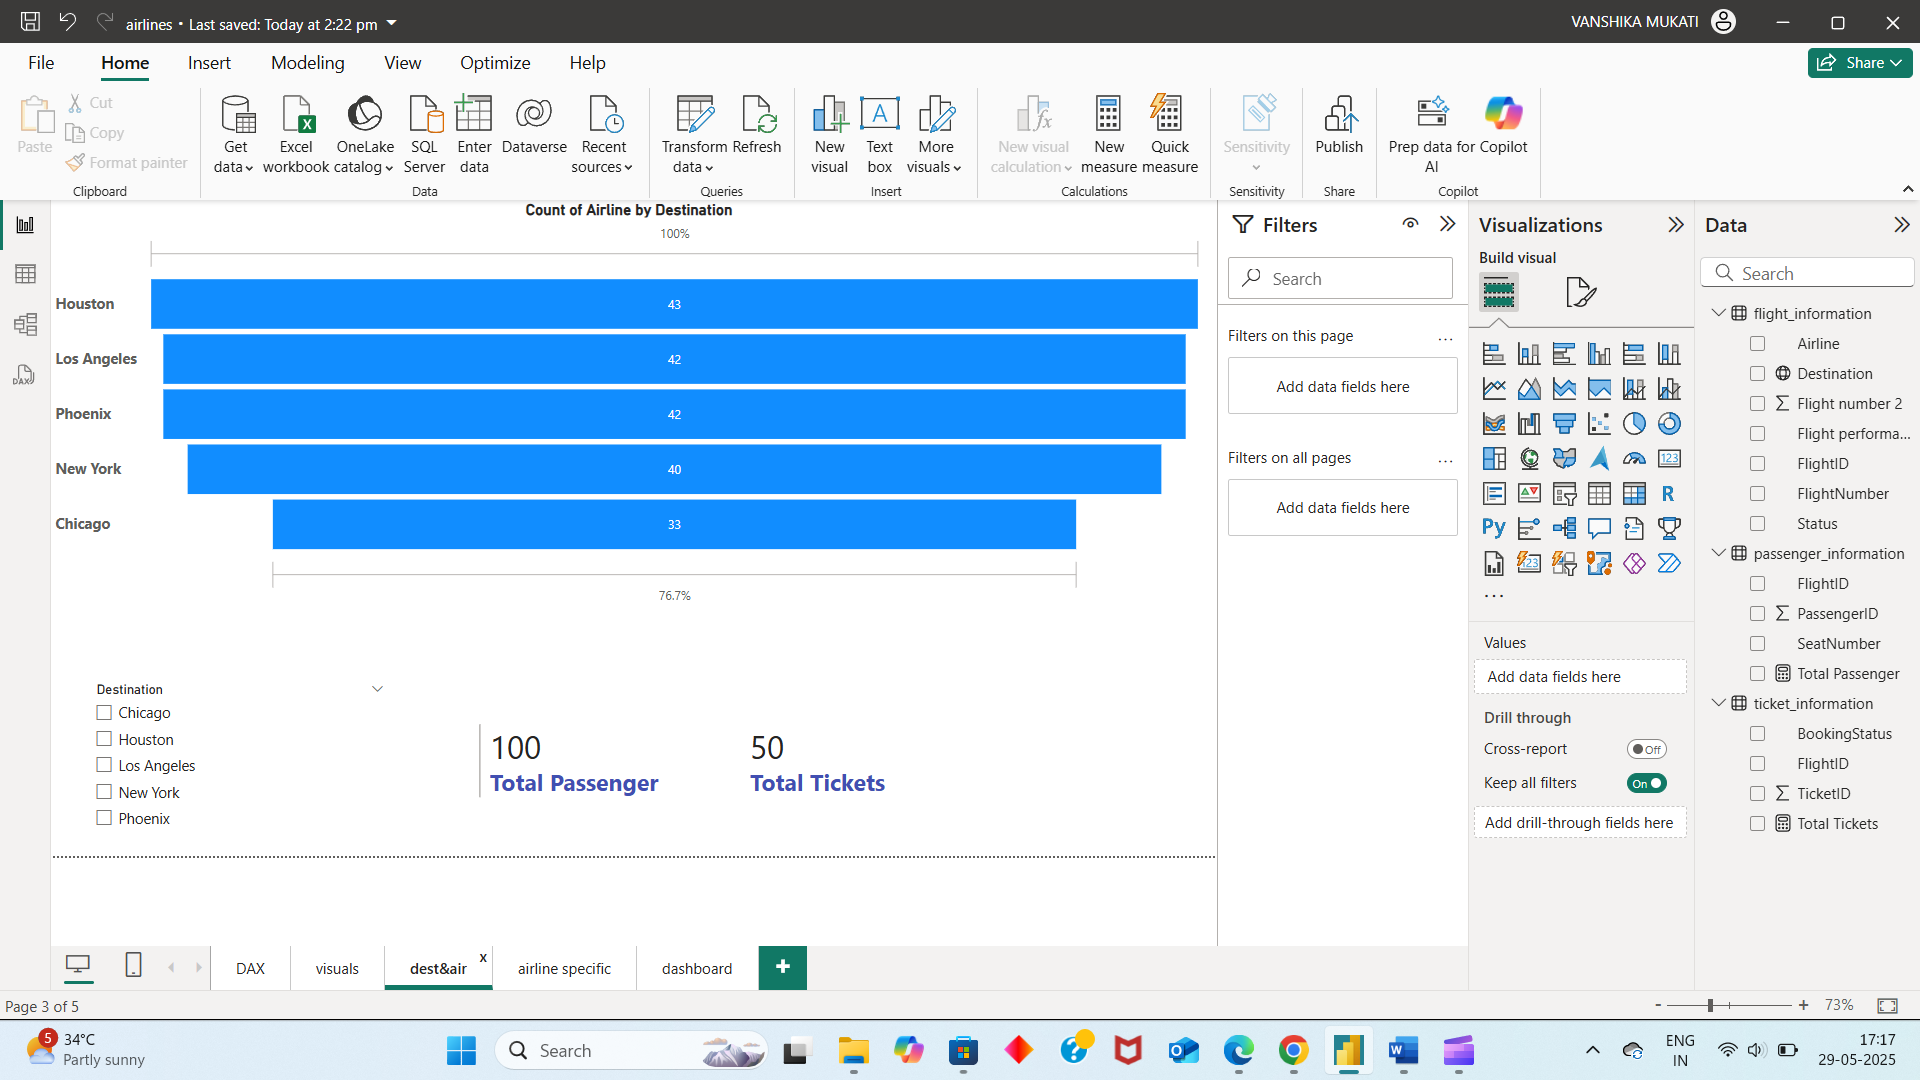 airlines • Last saved: Today at 2:22 pm
VANSHIKA MUKATI
File Home Insert Modeling View Optimize Help
Share
Paste
Cut
Copy
Format painter
Clipboard
Get data
Excel workbook
OneLake catalog
SQL Server
Enter data
Dataverse
Recent sources
Data
Transform data
Refresh
Queries
New visual
Text box
More visuals
Insert
New visual calculation
New measure
Quick measure
Calculations
Sensitivity
Sensitivity
Publish
Share
Prep data for AI
Copilot
Copilot
DAX
Count of Airline by Destination
100%
Houston 43
Los Angeles 42
Phoenix 42
New York 40
Chicago 33
76.7%
Destination
Chicago
Houston
Los Angeles
New York
Phoenix
100
Total Passenger
50
Total Tickets
Filters
Search
Filters on this page ...
Add data fields here
Filters on all pages ...
Add data fields here
Visualizations
Build visual
123
R
Py
123
...
Values
Add data fields here
Drill through
Cross-report Off
Keep all filters On
Add drill-through fields here
Data
Search
flight_information
Airline
Destination
Flight number 2
Flight performa...
FlightID
FlightNumber
Status
passenger_information
FlightID
PassengerID
SeatNumber
Total Passenger
ticket_information
BookingStatus
FlightID
TicketID
Total Tickets
DAX visuals dest&air x airline specific dashboard +
Page 3 of 5
- + 73%
5
34°C
Partly sunny
Search
ENG
IN
17:17
29-05-2025